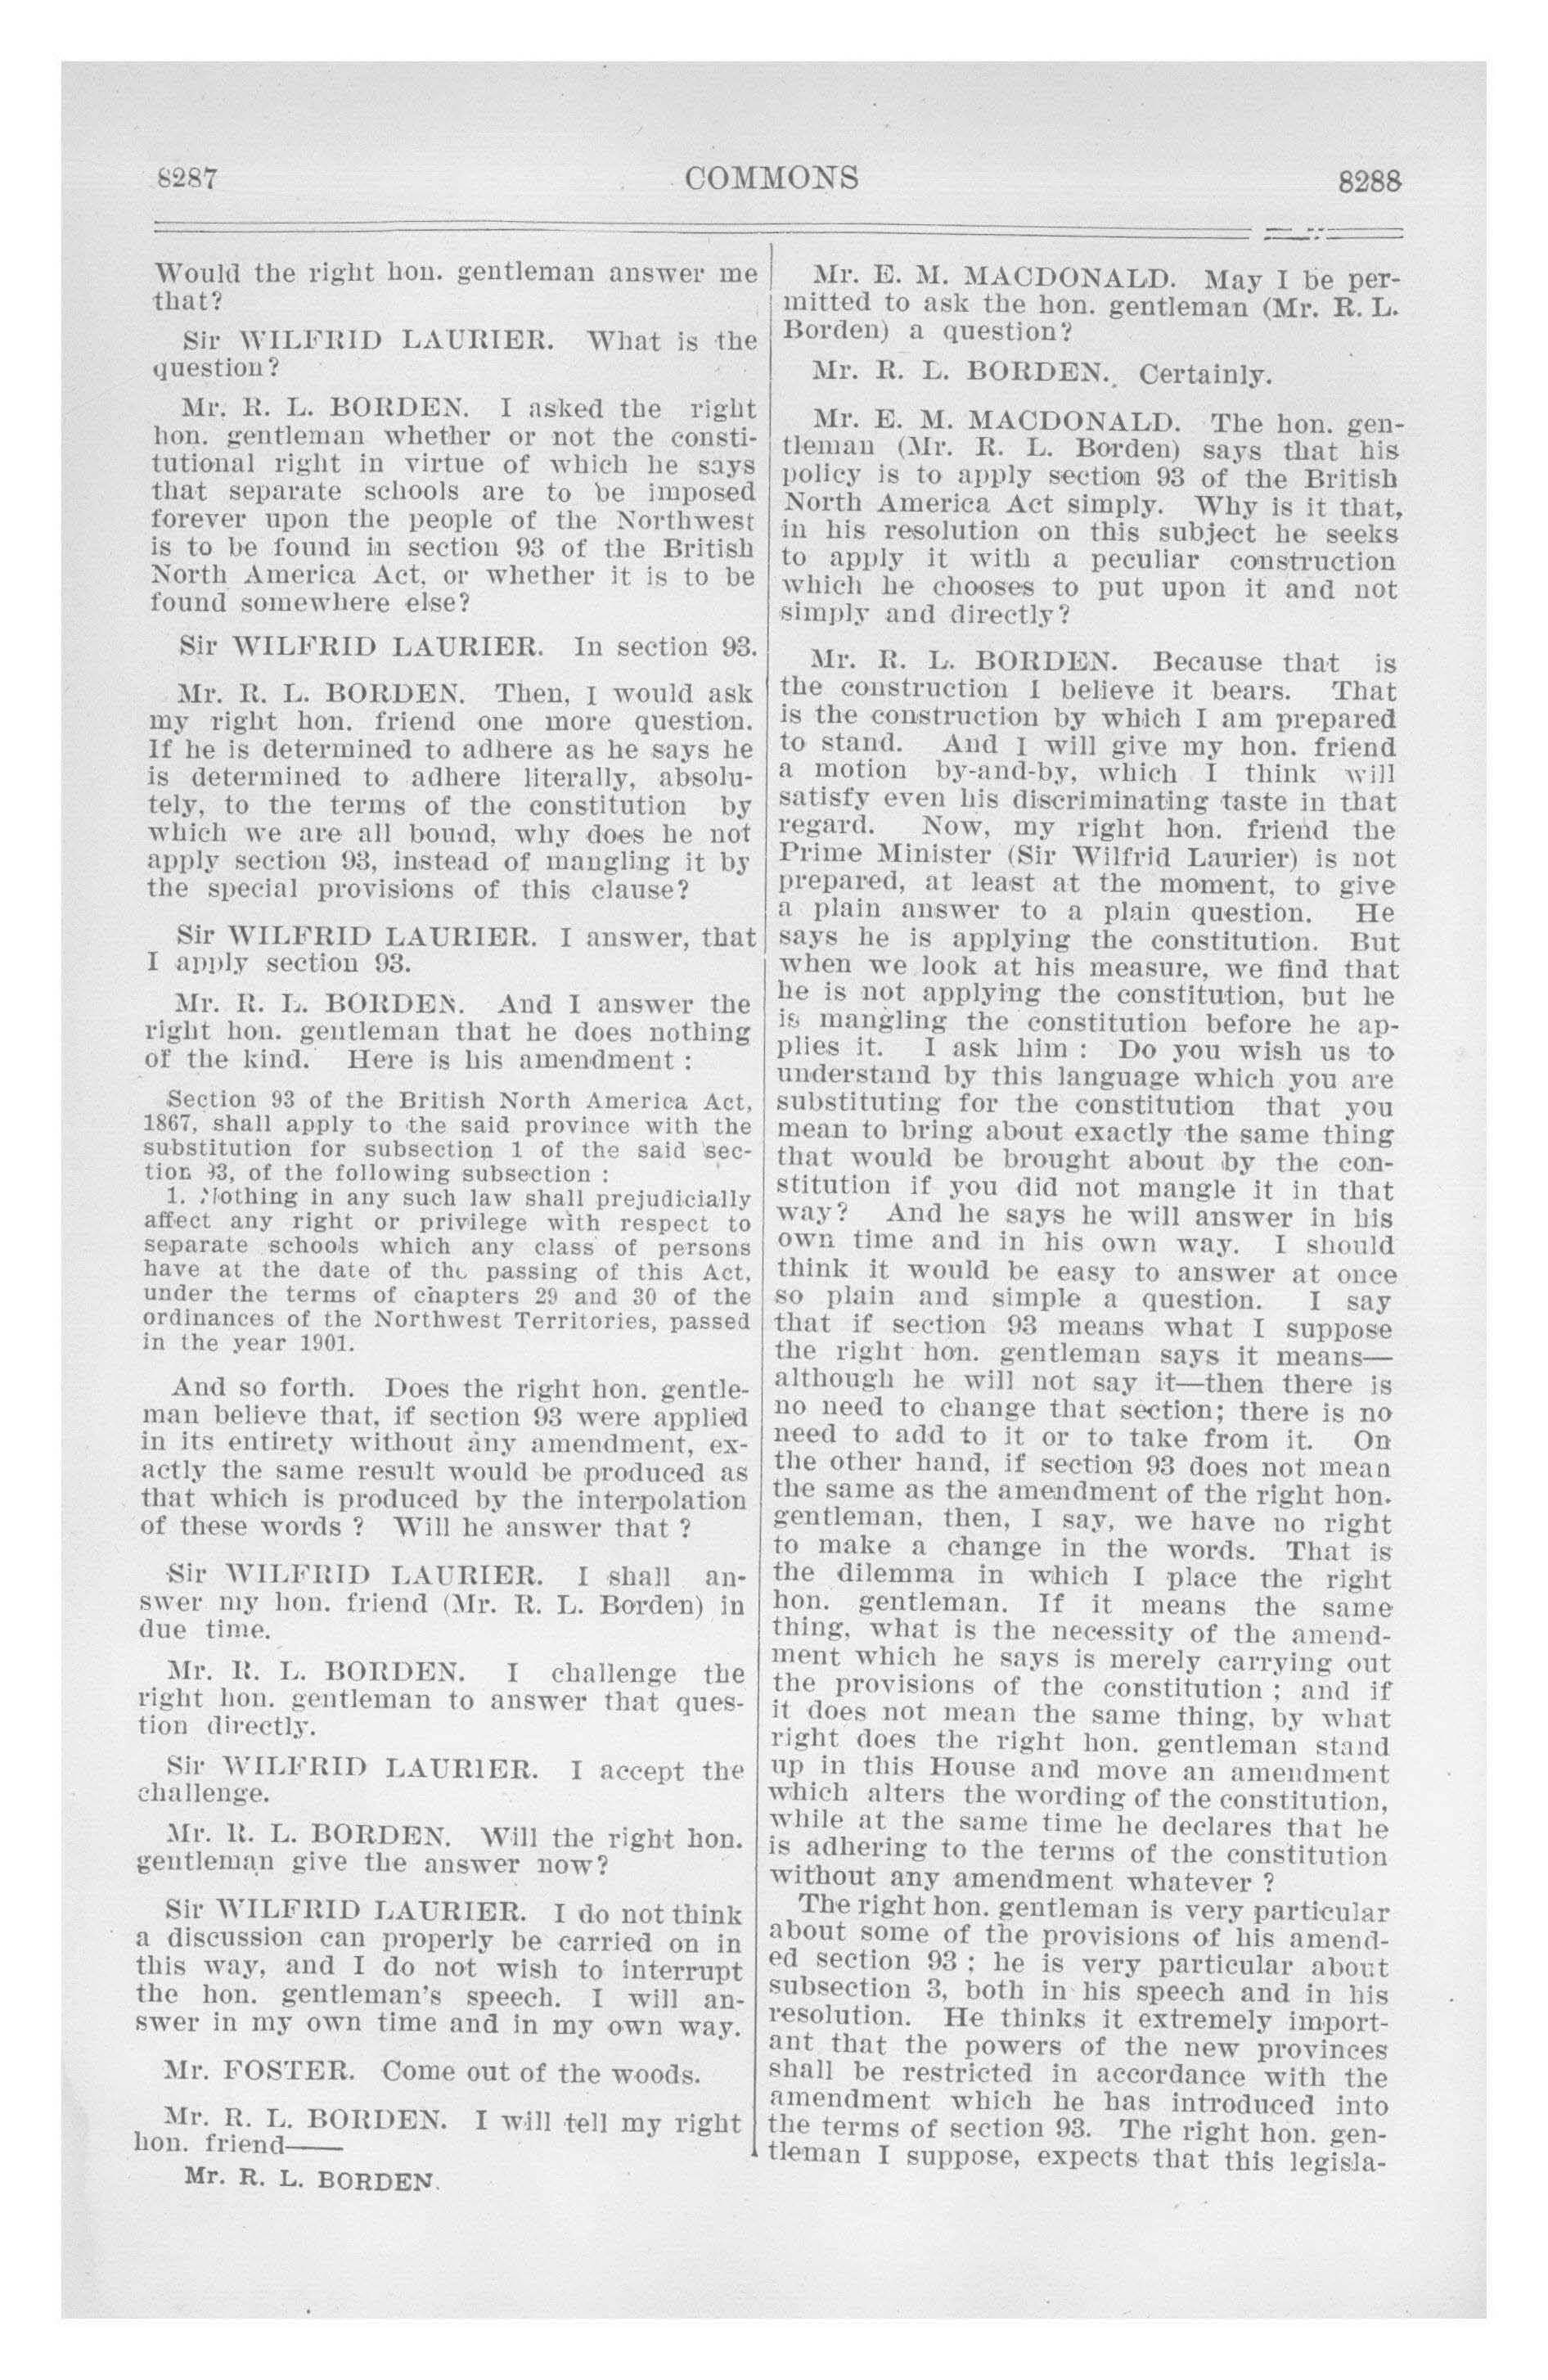 8287 COMMONS 8288
Would the right hon. gentleman answer me
that?
Sir WILFRID LAURIER. What is the
question?
Mr. R. L. BORDEN. I asked the right
hon. gentleman whether or not the consti-
tutional right in virtue of which he says
that separate schools are to be imposed
forever upon the people of the Northwest
is to be found in section 93 of the British
North America Act, or whether it is to be
found somewhere else?
Sir WILFRID LAURIER. In section 93.
Mr. R. L. BORDEN. Then, I would ask
my right hon. friend one more question.
If he is determined to adhere as he says he
is determined to adhere literally, absolu-
tely, to the terms of the constitution by
which we are all bound, why does he not
apply section 93, instead of mangling it by
the special provisions of this clause?
Sir WILFRID LAURIER. I answer, that
I apply section 93.
Mr. R. L. BORDEN. And I answer the
right hon. gentleman that he does nothing
of the kind. Here is his amendment :
Section 93 of the British North America Act,
1867, shall apply to the said province with the
substitution for subsection 1 of the said sec-
tion 93, of the following subsection :
1. Nothing in any such law shall prejudicially
affect any right or privilege with respect to
separate schools which any class of persons
have at the date of the passing of this Act,
under the terms of chapters 29 and 30 of the
ordinances of the Northwest Territories, passed
in the year 1901.
And so forth. Does the right hon. gentle-
man believe that, if section 93 were applied
in its entirety without any amendment, ex-
actly the same result would be produced as
that which is produced by the interpolation
of these words ? Will he answer that ?
Sir WILFRID LAURIER. I shall an-
swer my hon. friend (Mr. R. L. Borden) in
due time.
Mr. R. L. BORDEN. I challenge the
right hon. gentleman to answer that ques-
tion directly.
Sir WILFRID LAURIER. I accept the
challenge.
Mr. R. L. BORDEN. Will the right hon.
gentleman give the answer now?
Sir WILFRID LAURIER. I do not think
a discussion can properly be carried on in
this way, and I do not wish to interrupt
the hon. gentleman's speech. I will an-
swer in my own time and in my own way.
Mr. FOSTER. Come out of the woods.
Mr. R. L. BORDEN. I will tell my right
hon. friend——
Mr. R. L. BORDEN.
Mr. E. M. MACDONALD. May I be per-
mitted to ask the hon. gentleman (Mr. R. L.
Borden) a question?
Mr. R. L. BORDEN. Certainly.
Mr. E. M. MACDONALD. The hon. gen-
tleman (Mr. R. L. Borden) says that his
policy is to apply section 93 of the British
North America Act simply. Why is it that,
in his resolution on this subject he seeks
to apply it with a peculiar construction
which he chooses to put upon it and not
simply and directly?
Mr. R. L. BORDEN. Because that is
the construction I believe it bears. That
is the construction by which I am prepared
to stand. And I will give my hon. friend
a motion by-and-by, which I think will
satisfy even his discriminating taste in that
regard. Now, my right hon. friend the
Prime Minister (Sir Wilfrid Laurier) is not
prepared, at least at the moment, to give
a plain answer to a plain question. He
says he is applying the constitution. But
when we look at his measure, we find that
he is not applying the constitution, but he
is mangling the constitution before he ap-
plies it. I ask him : Do you wish us to
understand by this language which you are
substituting for the constitution that you
mean to bring about exactly the same thing
that would be brought about by the con-
stitution if you did not mangle it in that
way? And he says he will answer in his
own time and in his own way. I should
think it would be easy to answer at once
so plain and simple a question. I say
that if section 93 means what I suppose
the right hon. gentleman says it means—
although he will not say it—then there is
no need to change that section; there is no
need to add to it or to take from it. On
the other hand, if section 93 does not mean
the same as the amendment of the right hon.
gentleman, then, I say, we have no right
to make a change in the words. That is
the dilemma in which I place the right
hon. gentleman. If it means the same
thing, what is the necessity of the amend-
ment which he says is merely carrying out
the provisions of the constitution ; and if
it does not mean the same thing, by what
right does the right hon. gentleman stand
up in this House and move an amendment
which alters the wording of the constitution,
while at the same time he declares that he
is adhering to the terms of the constitution
without any amendment whatever ?
The right hon. gentleman is very particular
about some of the provisions of his amend-
ed section 93 ; he is very particular about
subsection 3, both in his speech and in his
resolution. He thinks it extremely import-
ant that the powers of the new provinces
shall be restricted in accordance with the
amendment which he has introduced into
the terms of section 93. The right hon. gen-
tleman I suppose, expects that this legisla-